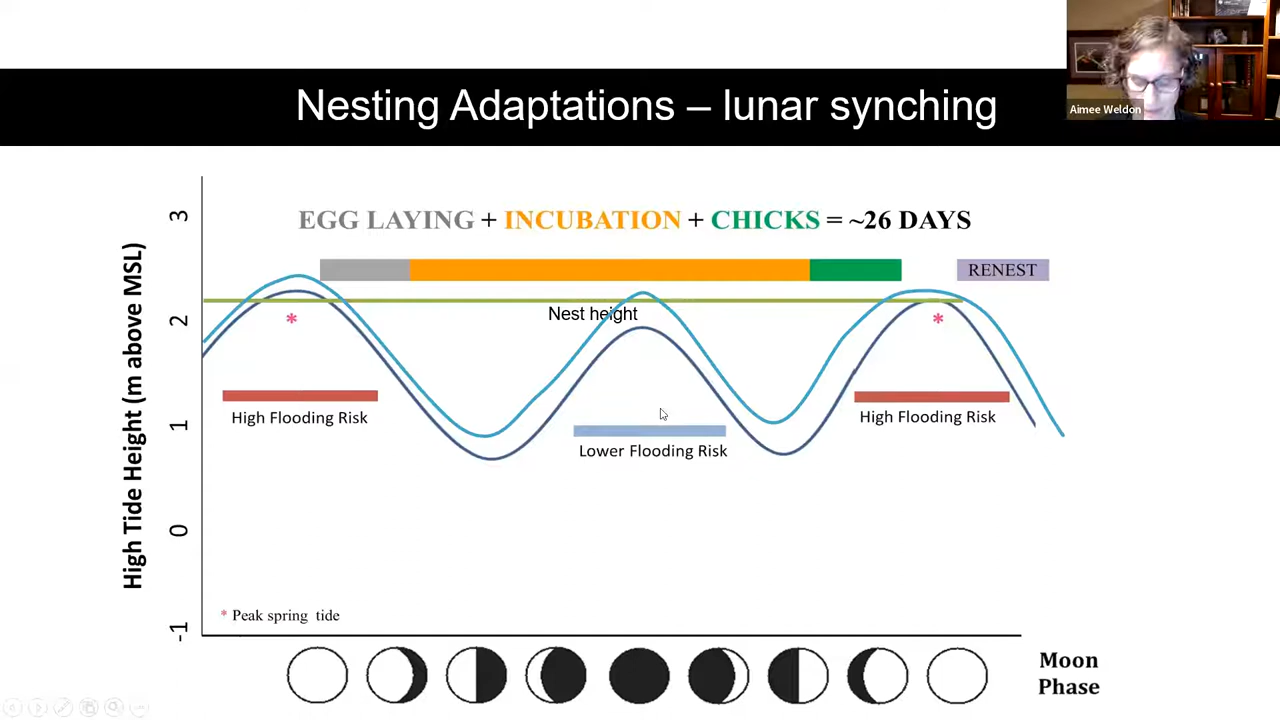 Aimee Weldon
Nesting Adaptations – lunar synching
EGG LAYING + INCUBATION + CHICKS = ~26 DAYS
RENEST
Nest height
* *
High Flooding Risk
Lower Flooding Risk
High Flooding Risk
High Tide Height (m above MSL)
3
2
1
0
-1
* Peak spring tide
Moon
Phase